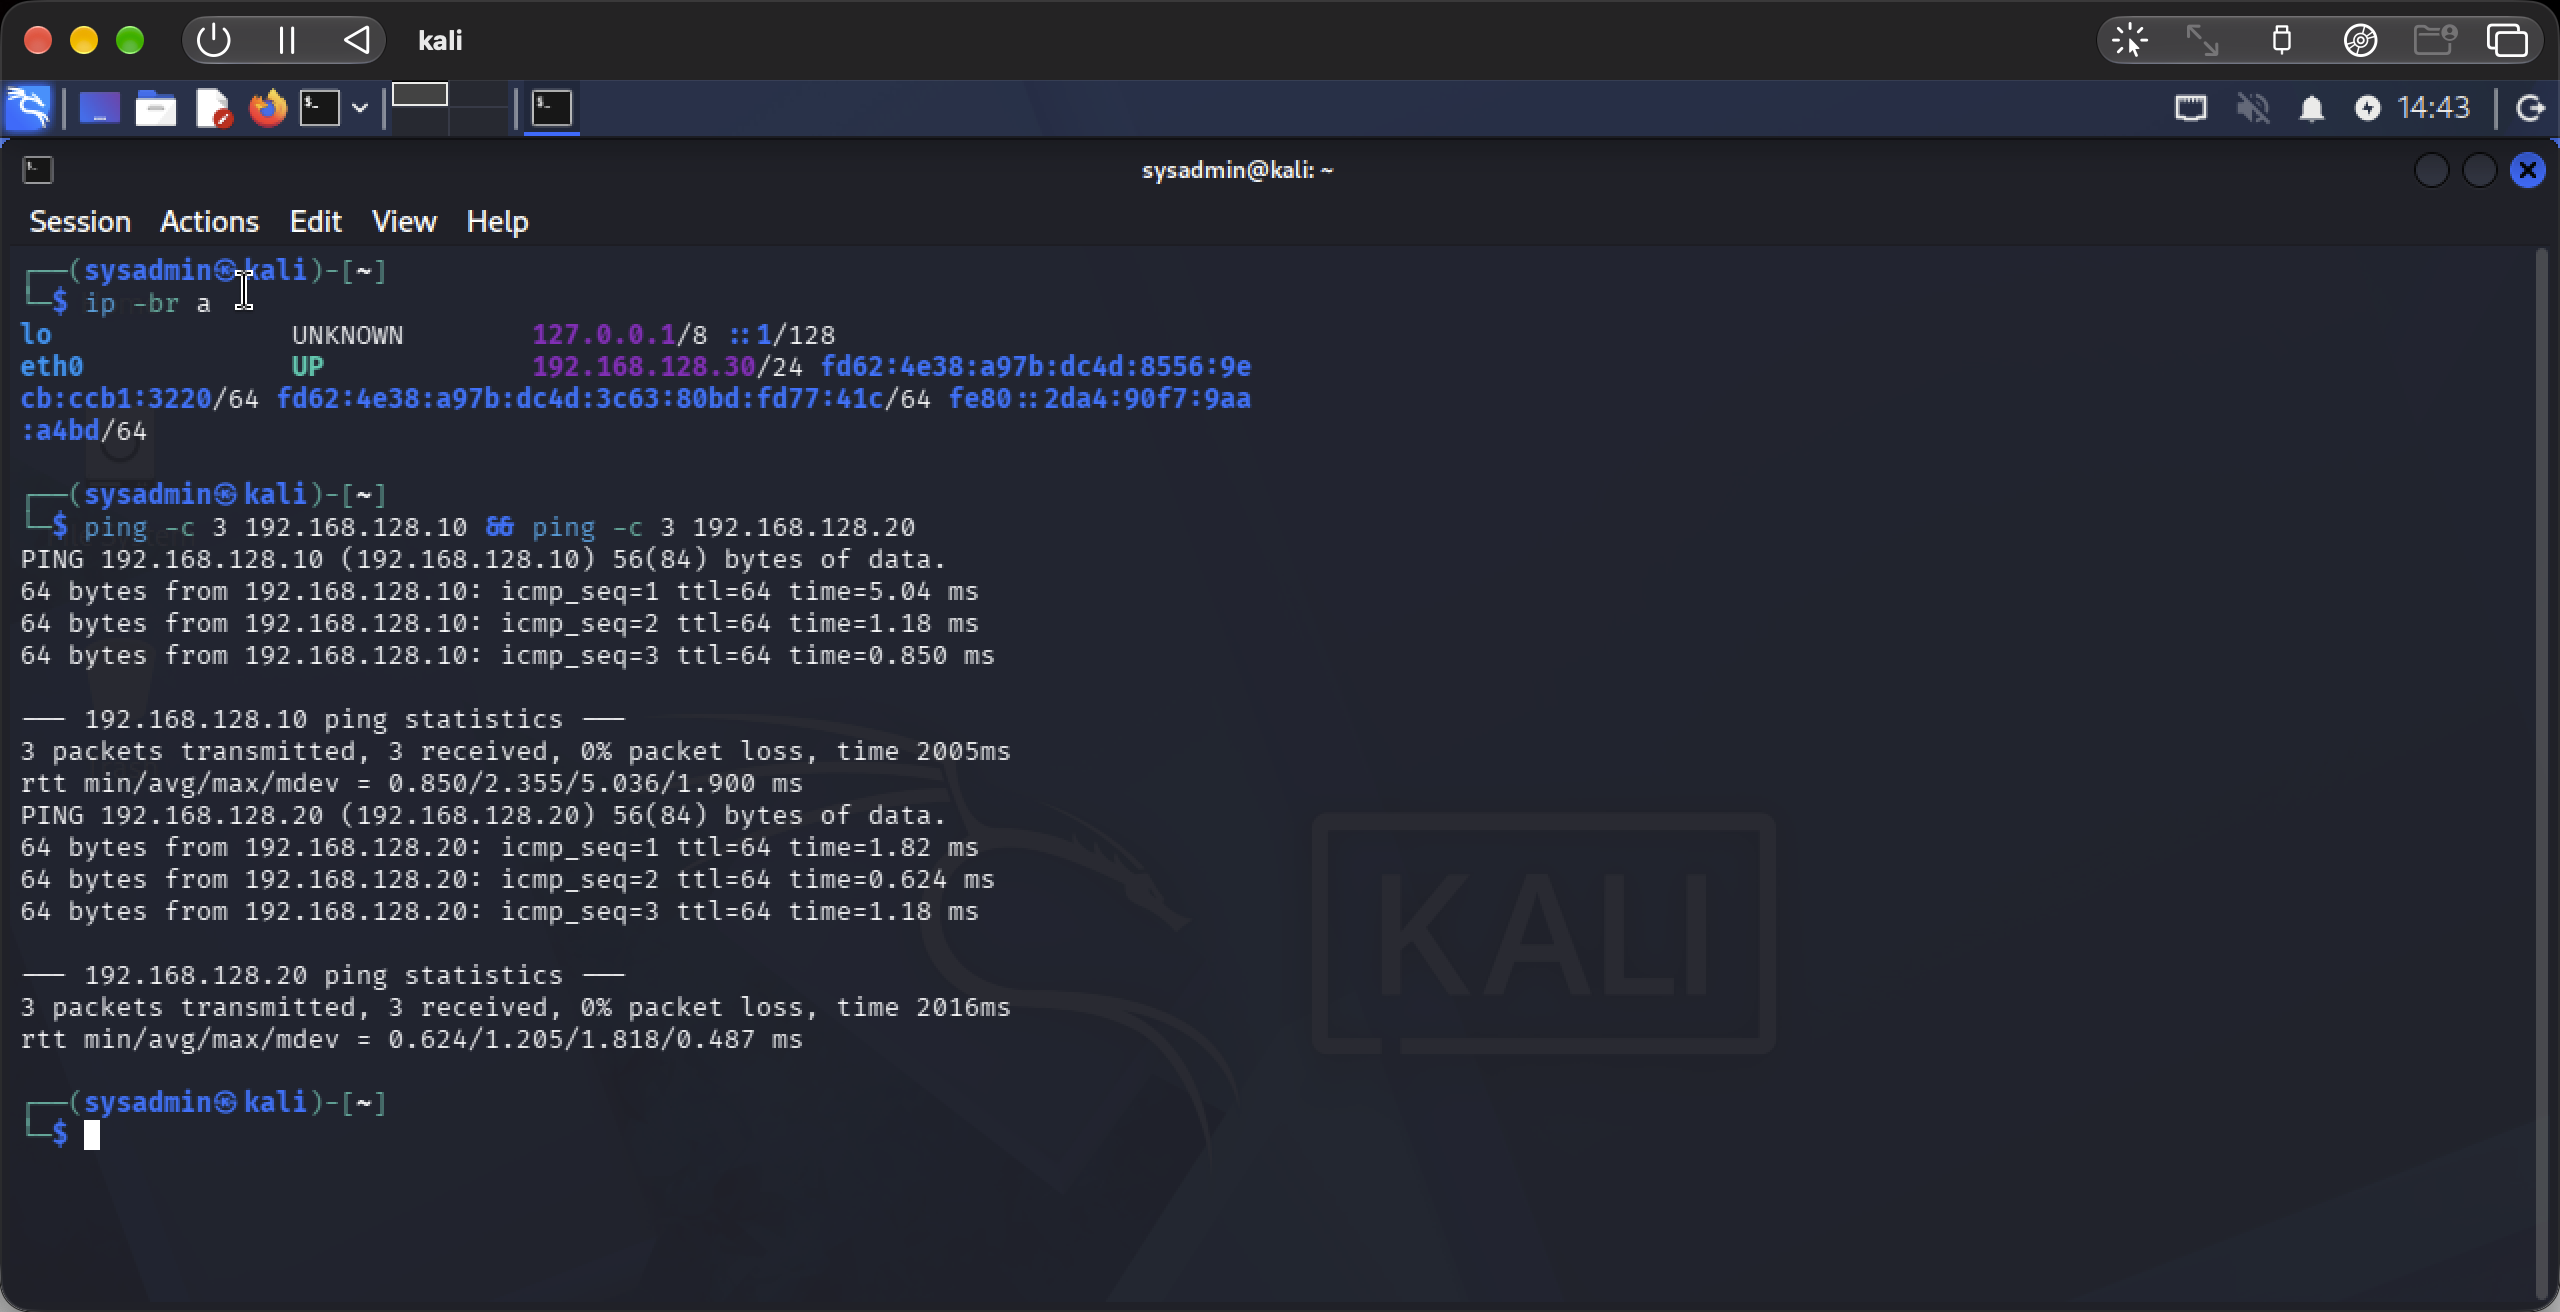 kali
14:43
sysadmin@kali: ~
Session Actions Edit View Help
┌──(sysadmin㉿kali)-[~]
└─$ ip -br a
lo UNKNOWN 127.0.0.1/8 ::1/128
eth0 UP 192.168.128.30/24 fd62:4e38:a97b:dc4d:8556:9e
cb:ccb1:3220/64 fd62:4e38:a97b:dc4d:3c63:80bd:fd77:41c/64 fe80::2da4:90f7:9aa
:a4bd/64
┌──(sysadmin㉿kali)-[~]
└─$ ping -c 3 192.168.128.10 && ping -c 3 192.168.128.20
PING 192.168.128.10 (192.168.128.10) 56(84) bytes of data.
64 bytes from 192.168.128.10: icmp_seq=1 ttl=64 time=5.04 ms
64 bytes from 192.168.128.10: icmp_seq=2 ttl=64 time=1.18 ms
64 bytes from 192.168.128.10: icmp_seq=3 ttl=64 time=0.850 ms
--- 192.168.128.10 ping statistics ---
3 packets transmitted, 3 received, 0% packet loss, time 2005ms
rtt min/avg/max/mdev = 0.850/2.355/5.036/1.900 ms
PING 192.168.128.20 (192.168.128.20) 56(84) bytes of data.
64 bytes from 192.168.128.20: icmp_seq=1 ttl=64 time=1.82 ms
64 bytes from 192.168.128.20: icmp_seq=2 ttl=64 time=0.624 ms
64 bytes from 192.168.128.20: icmp_seq=3 ttl=64 time=1.18 ms
--- 192.168.128.20 ping statistics ---
3 packets transmitted, 3 received, 0% packet loss, time 2016ms
rtt min/avg/max/mdev = 0.624/1.205/1.818/0.487 ms
┌──(sysadmin㉿kali)-[~]
└─$
KALI